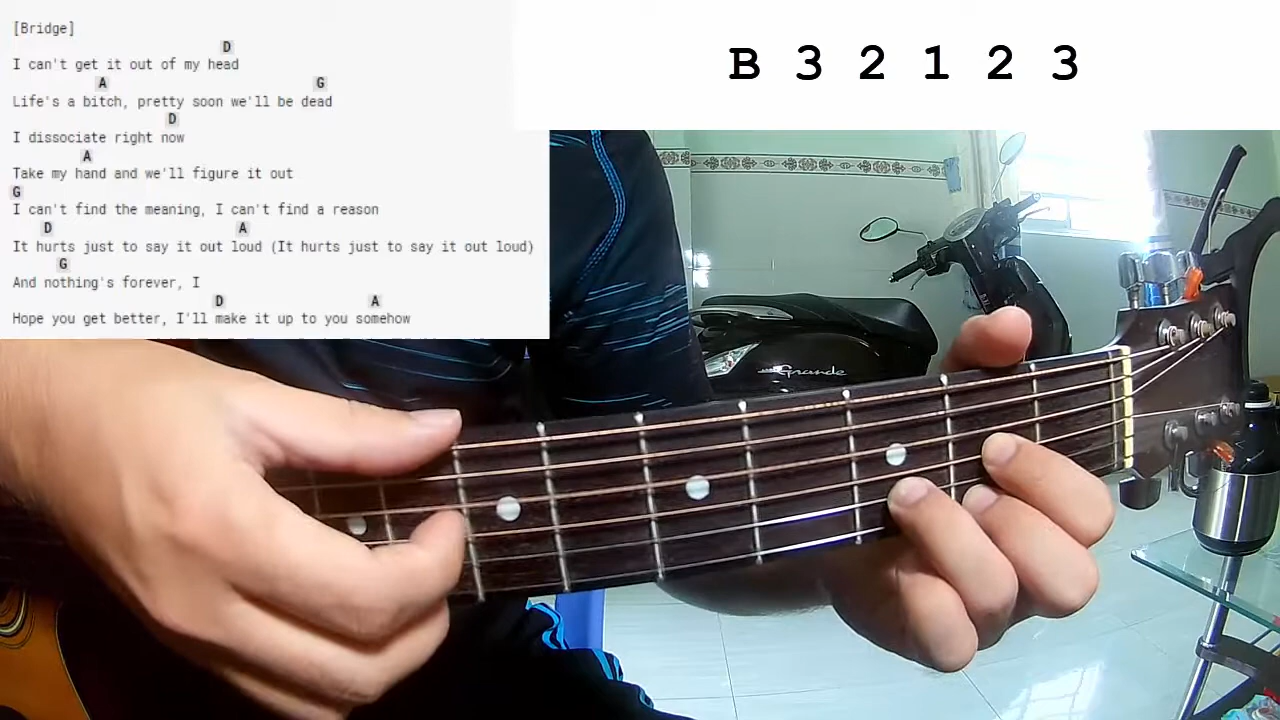 [Bridge]
D
I can't get it out of my head
A G
Life's a bitch, pretty soon we'll be dead
D
I dissociate right now
A
Take my hand and we'll figure it out
G
I can't find the meaning, I can't find a reason
D A
It hurts just to say it out loud (It hurts just to say it out loud)
G
And nothing's forever, I
D A
Hope you get better, I'll make it up to you somehow
B 3 2 1 2 3
Grande